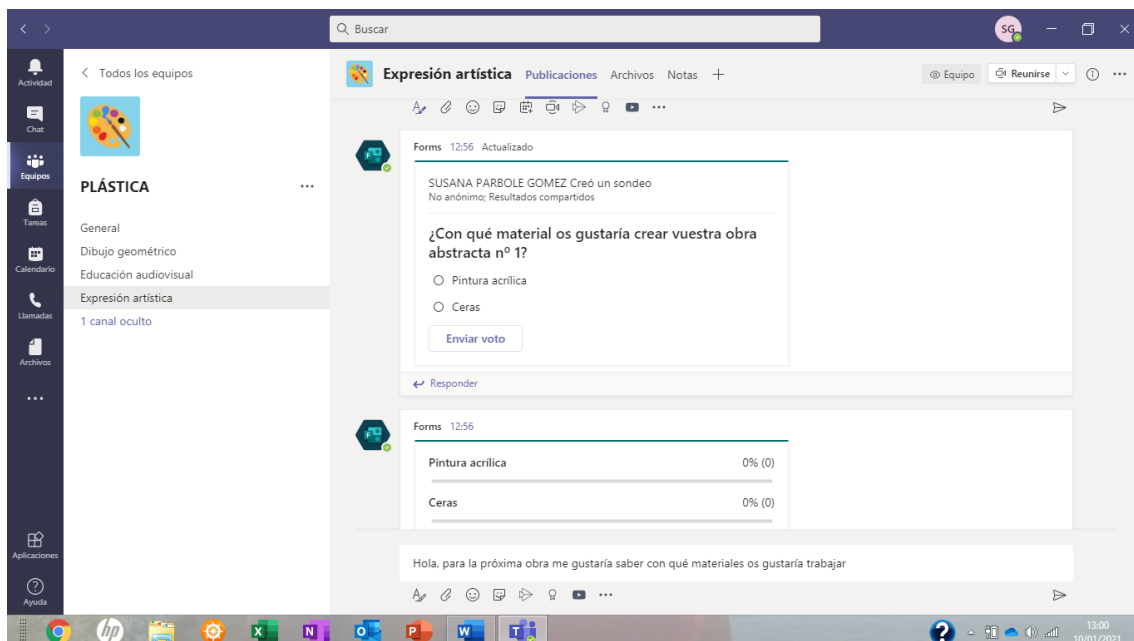 Buscar
SG
Actividad
Chat
Equipos
Tareas
Calendario
Llamadas
Archivos
Aplicaciones
Ayuda
Todos los equipos
PLÁSTICA
General
Dibujo geométrico
Educación audiovisual
Expresión artística
1 canal oculto
Expresión artística Publicaciones Archivos Notas
Equipo Reunirse
Forms 12:56 Actualizado
SUSANA PARBOLE GOMEZ Creó un sondeo
No anónimo; Resultados compartidos
¿Con qué material os gustaría crear vuestra obra
abstracta nº 1?
Pintura acrílica
Ceras
Enviar voto
Responder
Forms 12:56
Pintura acrílica 0% (0)
Ceras 0% (0)
Hola, para la próxima obra me gustaría saber con qué materiales os gustaría trabajar
13:00
10/01/2021